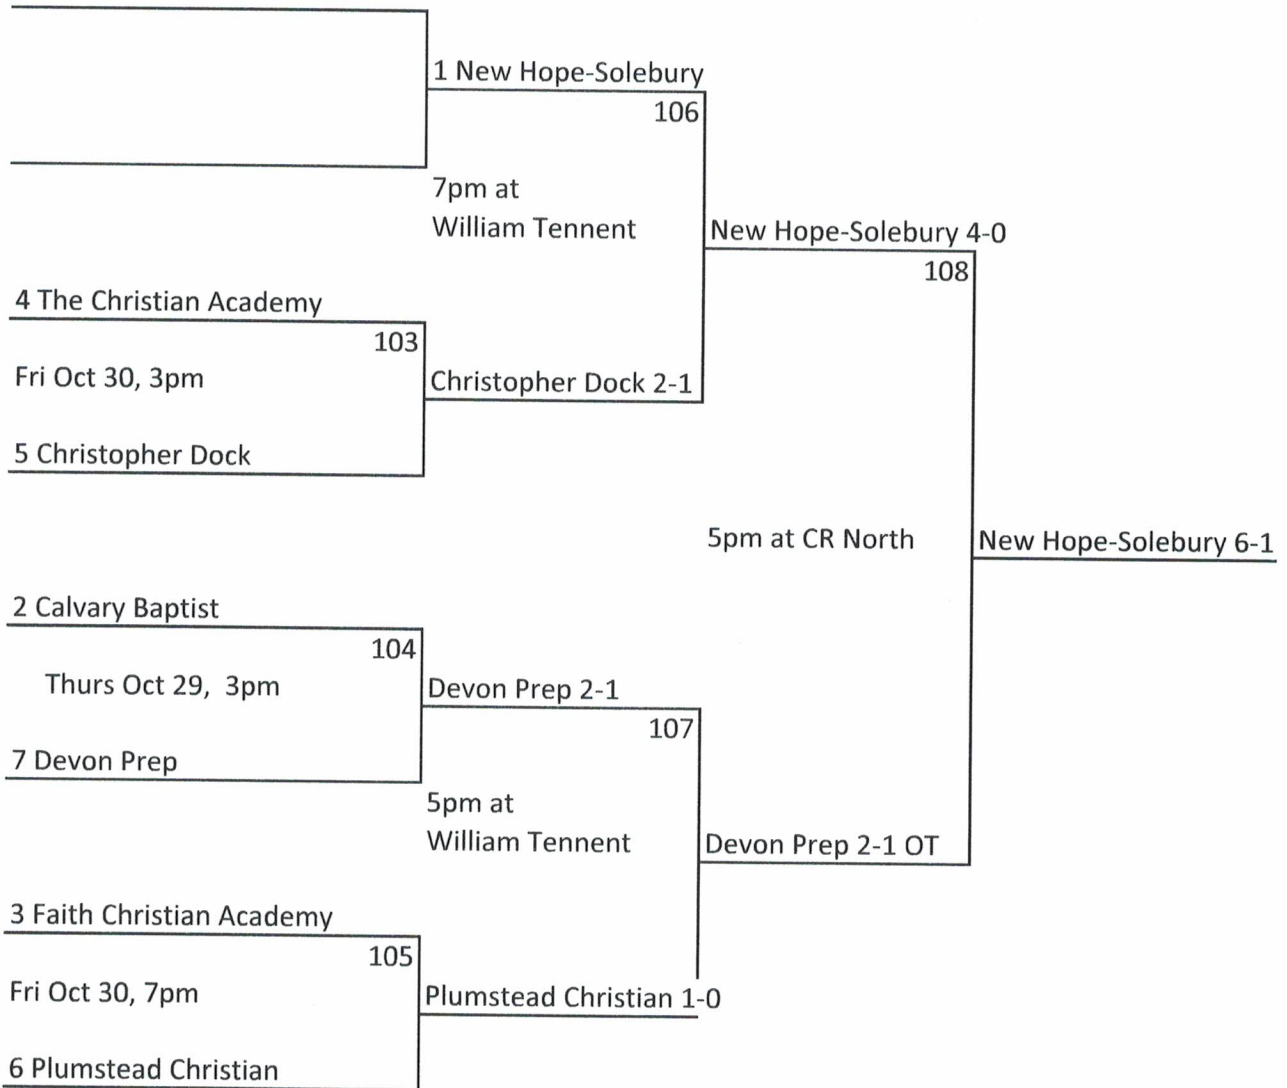 1 New Hope-Solebury
106
7pm at
William Tennent
New Hope-Solebury 4-0
108
4 The Christian Academy
103
Fri Oct 30, 3pm
Christopher Dock 2-1
5 Christopher Dock
5pm at CR North
New Hope-Solebury 6-1
2 Calvary Baptist
104
Thurs Oct 29, 3pm
Devon Prep 2-1
107
7 Devon Prep
5pm at
William Tennent
Devon Prep 2-1 OT
3 Faith Christian Academy
105
Fri Oct 30, 7pm
Plumstead Christian 1-0
6 Plumstead Christian